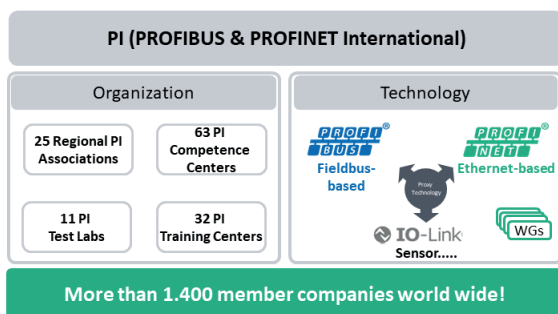 PI (PROFIBUS & PROFINET International)
Organization
25 Regional PI
Associations
63 PI
Competence
Centers
11 PI
Test Labs
32 PI
Training Centers
Technology
PROFI®
BUS
Fieldbus-
based
PROFI®
NET
Ethernet-based
Proxy
Technology
IO-Link
Sensor.....
WGs
More than 1.400 member companies world wide!